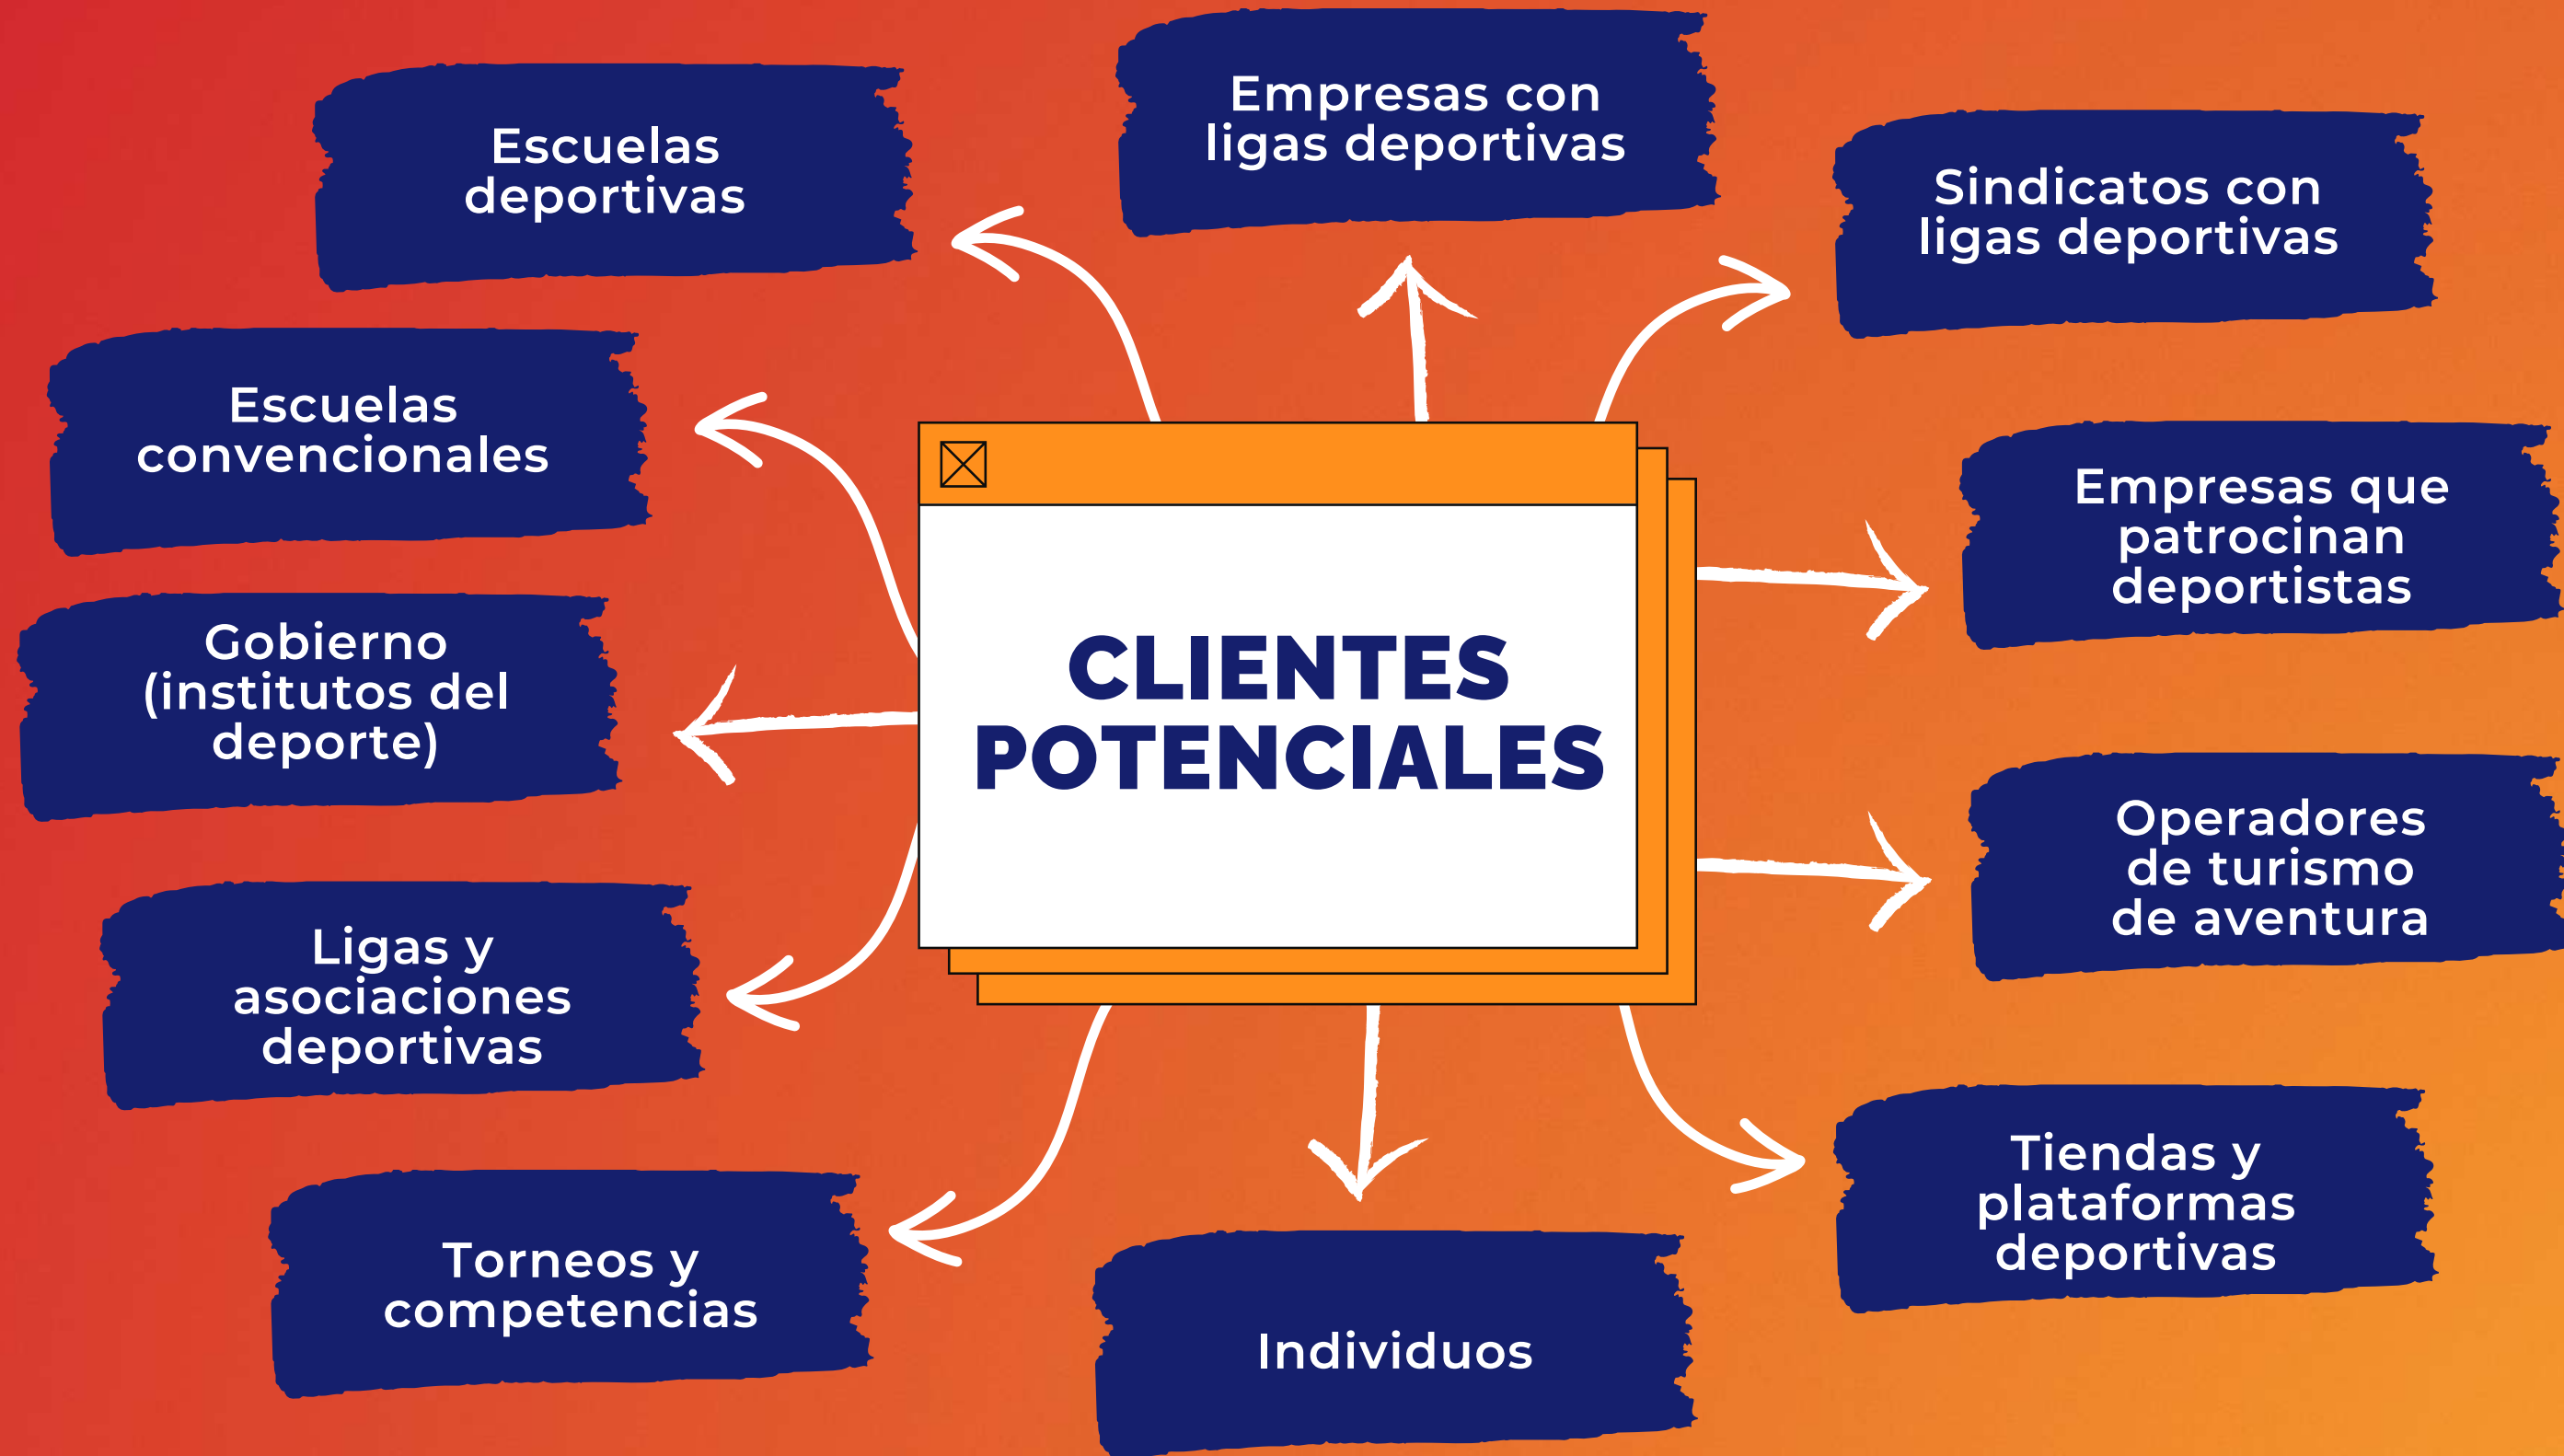 Escuelas
deportivas
Empresas con
ligas deportivas
Sindicatos con
ligas deportivas
Escuelas
convencionales
Empresas que
patrocinan
deportistas
Gobierno
(institutos del
deporte)
CLIENTES
POTENCIALES
Operadores
de turismo
de aventura
Ligas y
asociaciones
deportivas
Tiendas y
plataformas
deportivas
Torneos y
competencias
Individuos